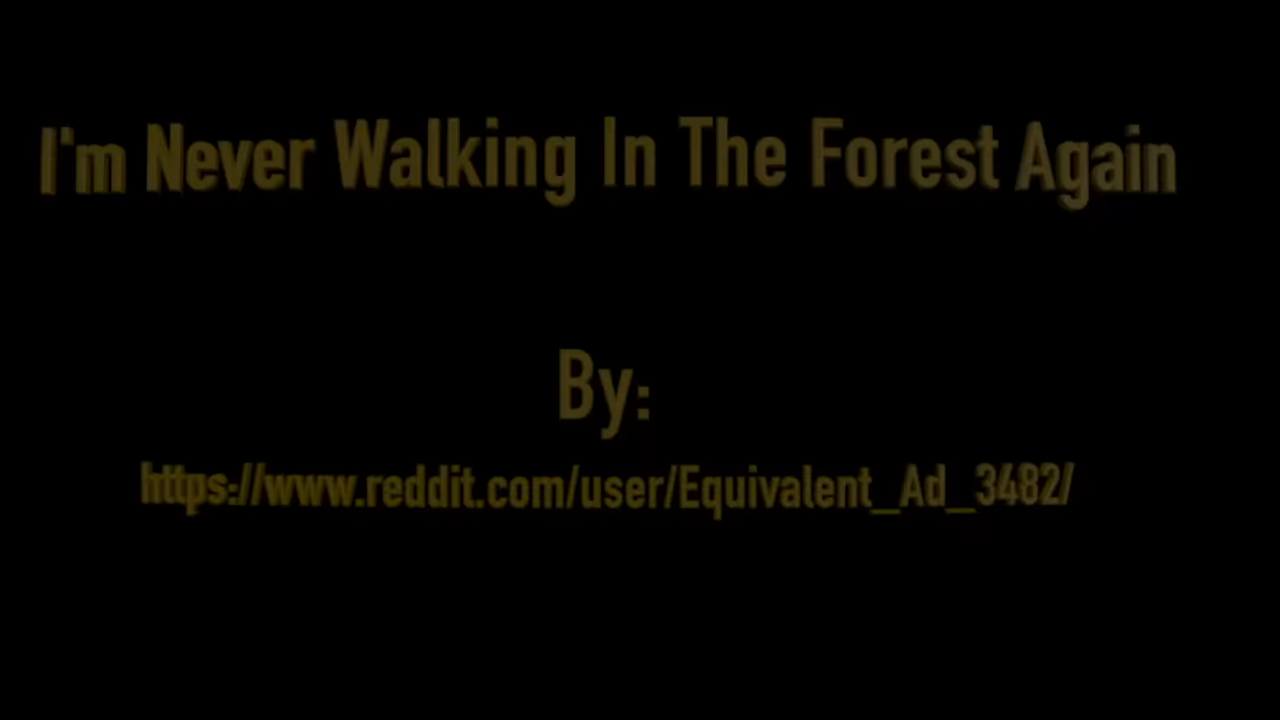 I'm Never Walking In The Forest Again
By:
https://www.reddit.com/user/Equivalent_Ad_3482/